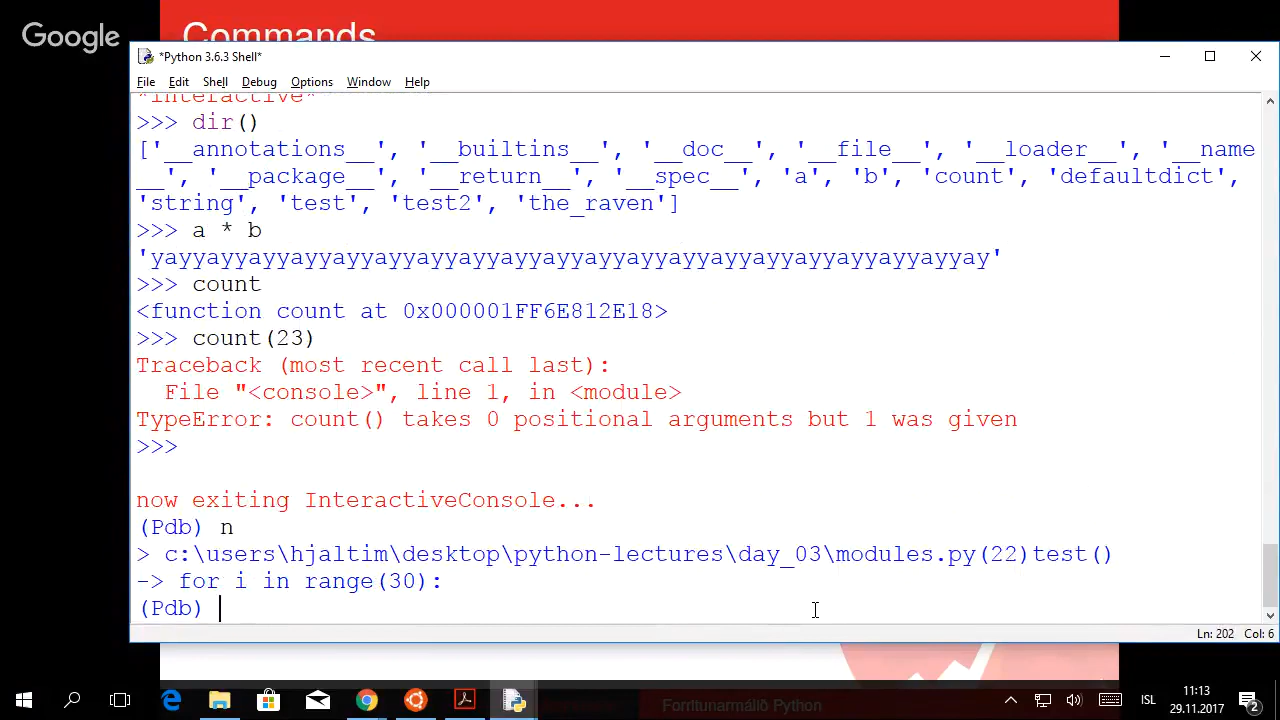 Google
Commands
*Python 3.6.3 Shell*
File Edit Shell Debug Options Window Help
*interactive*
>>> dir()
['__annotations__', '__builtins__', '__doc__', '__file__', '__loader__', '__name
__', '__package__', '__return__', '__spec__', 'a', 'b', 'count', 'defaultdict',
'string', 'test', 'test2', 'the_raven']
>>> a * b
'yayyayyayyayyayyayyayyayyayyayyayyayyayyayyayyayyayyayyayyay'
>>> count
<function count at 0x000001FF6E812E18>
>>> count(23)
Traceback (most recent call last):
  File "<console>", line 1, in <module>
TypeError: count() takes 0 positional arguments but 1 was given
>>>
now exiting InteractiveConsole...
(Pdb) n
> c:\users\hjaltim\desktop\python-lectures\day_03\modules.py(22)test()
-> for i in range(30):
(Pdb)
Ln: 202 Col: 6
Forritunarmálið Python
ISL
11:13
29.11.2017
2